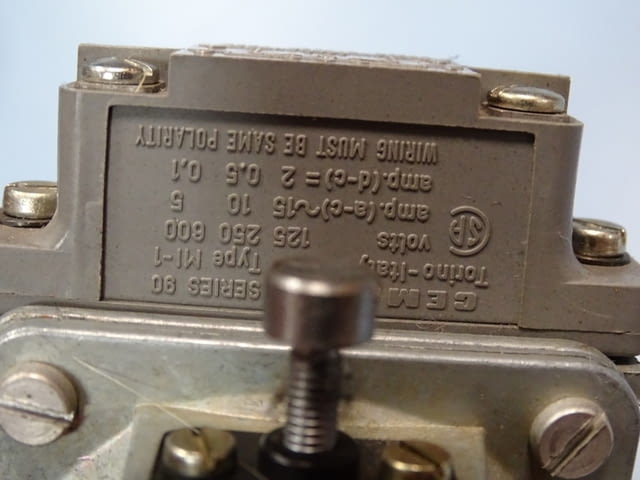 GEM SERIES 90
Torino-Italy Type MI-1
SA volts 125 250 600
amp.(a-c)~15 10 5
amp.(d-c)= 2 0,5 0,1
WIRING MUST BE SAME POLARITY